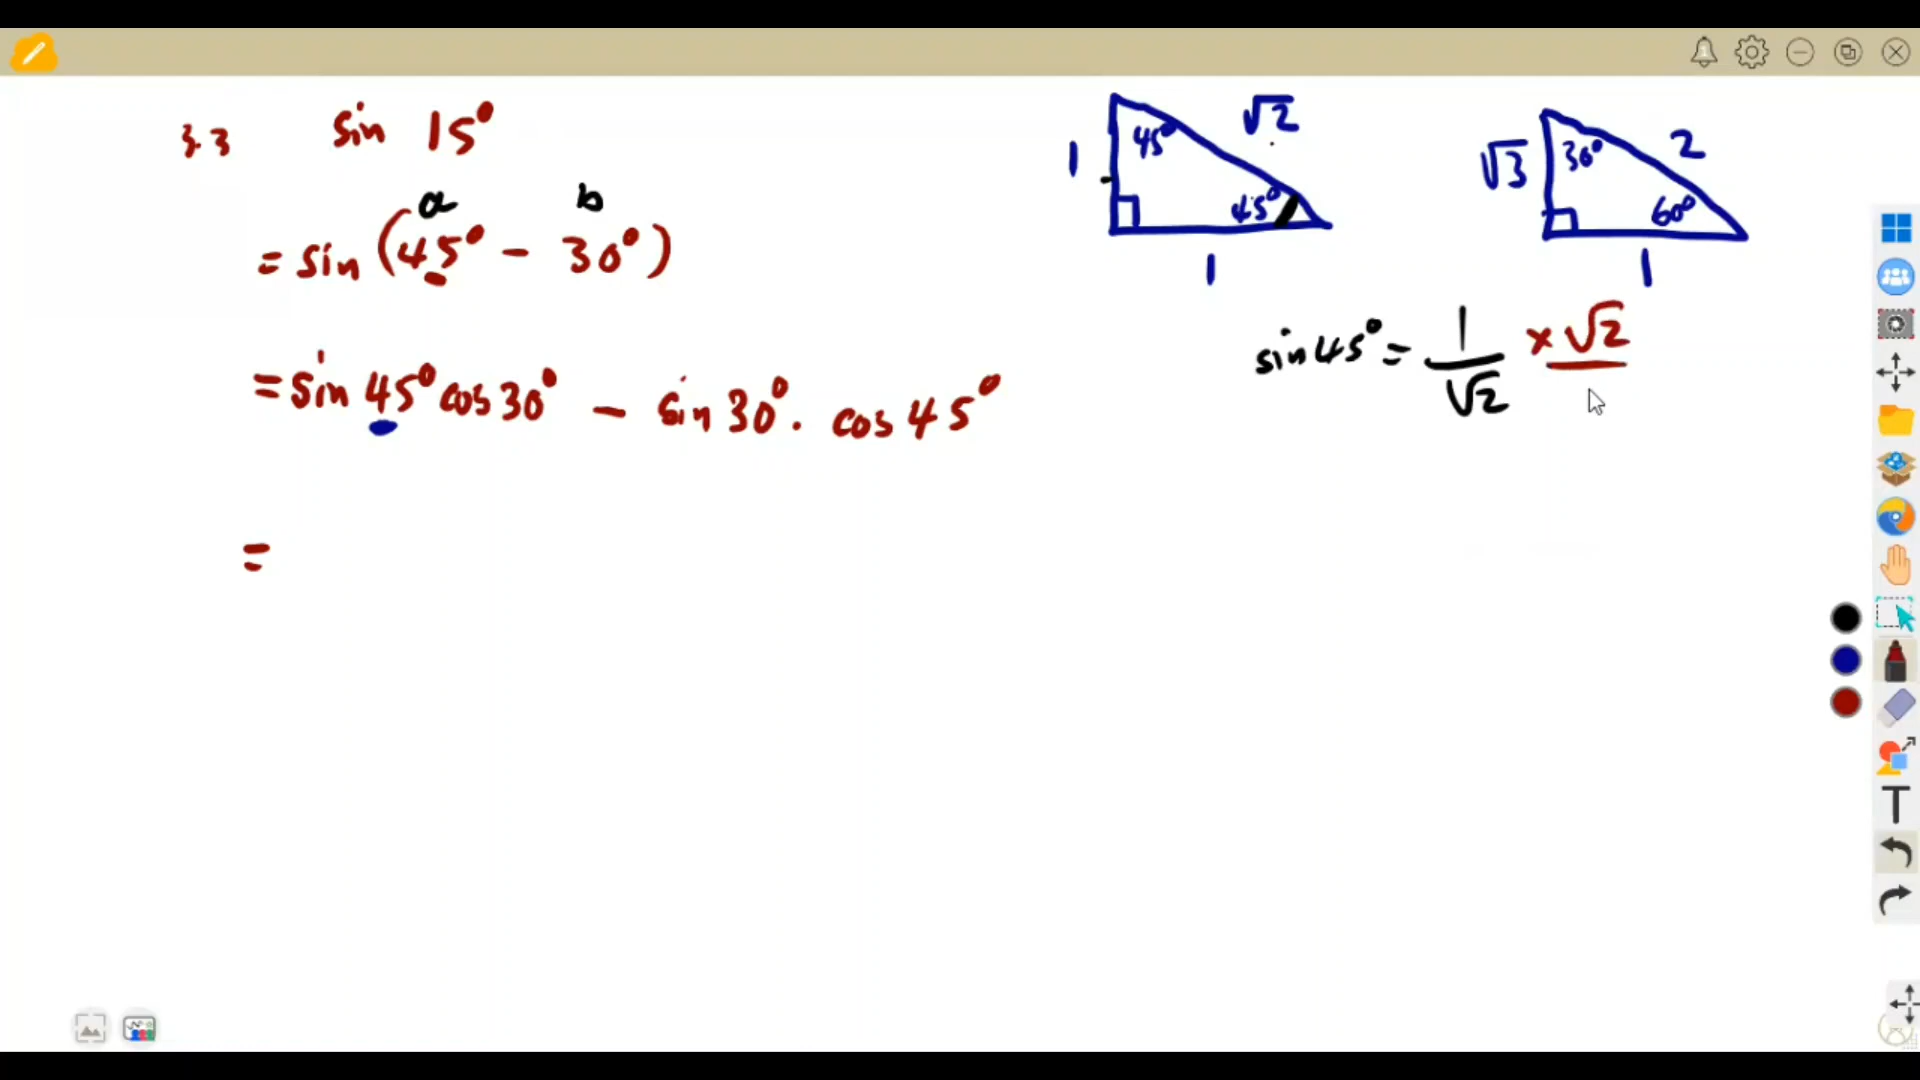 3.3 sin 15°
a b
= sin (45° - 30°)
= sin 45° cos 30° - sin 30° . cos 45°
=
1 45° √2 45° 1
√3 30° 2 60° 1
sin 45° = 1/√2 × √2
T